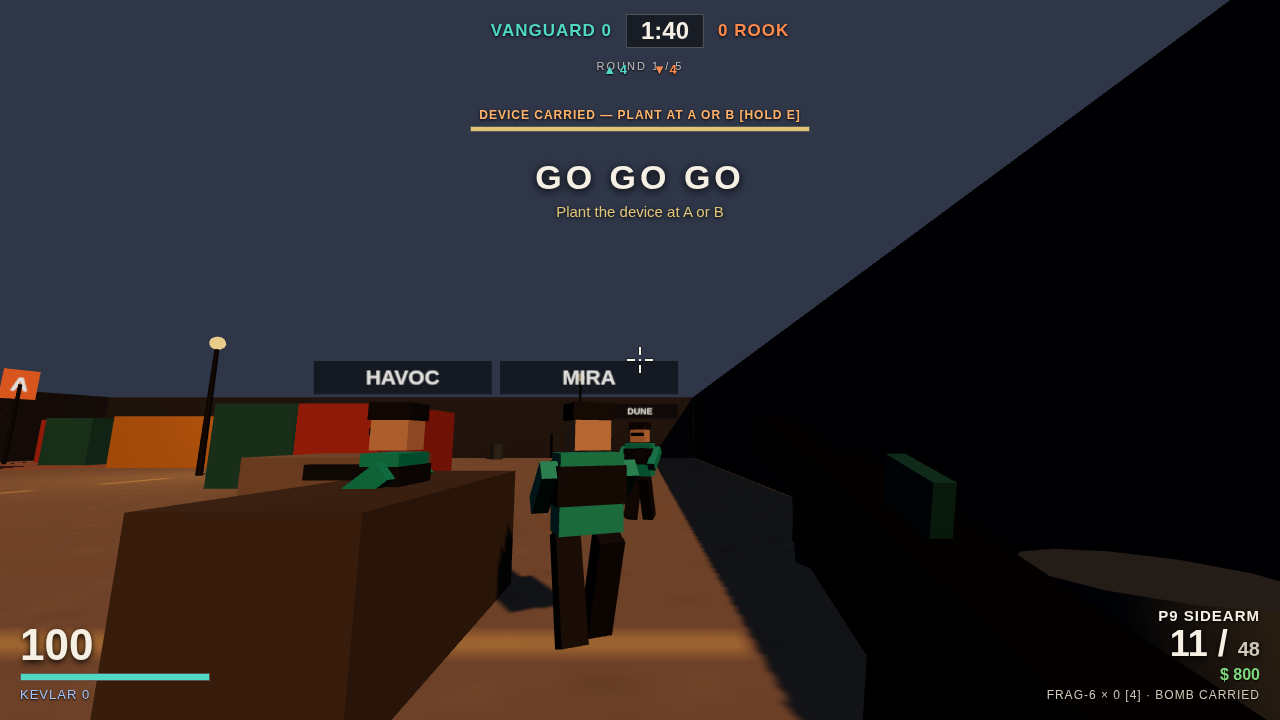 VANGUARD 0 1:40 0 ROOK
ROUND 1 / 5
▲ 4 ▼ 4
DEVICE CARRIED — PLANT AT A OR B [HOLD E]
GO GO GO
Plant the device at A or B
A
HAVOC MIRA
DUNE
100
KEVLAR 0
P9 SIDEARM
11 / 48
$ 800
FRAG-6 × 0 [4] · BOMB CARRIED